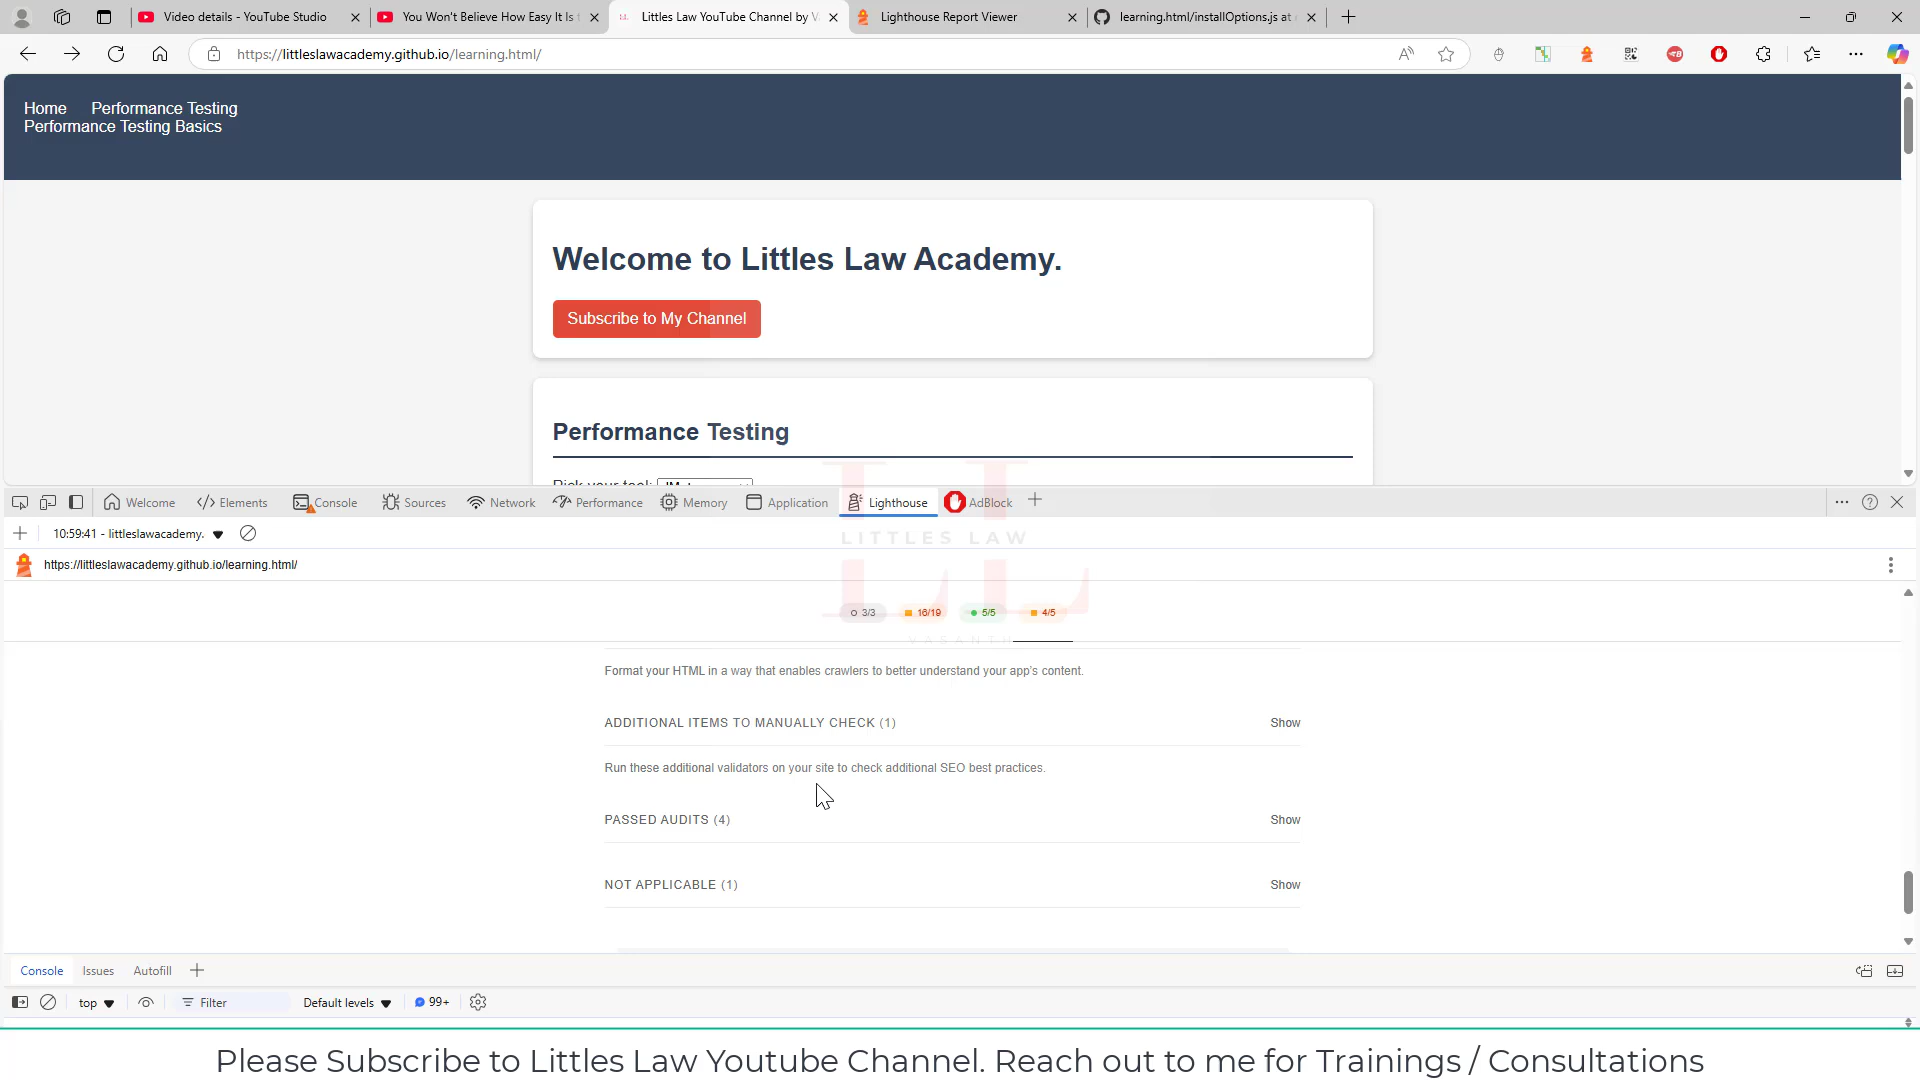 Video details - YouTube Studio
You Won't Believe How Easy It Is
Littles Law YouTube Channel by
Lighthouse Report Viewer
learning.html/installOptions.js at
https://littleslawacademy.github.io/learning.html/
Home
Performance Testing
Performance Testing Basics
Welcome to Littles Law Academy.
Subscribe to My Channel
Performance Testing
Pick your tool:
Welcome
Elements
Console
Sources
Network
Performance
Memory
Application
Lighthouse
AdBlock
10:59:41 - littleslawacademy.
LITTLES LAW
https://littleslawacademy.github.io/learning.html/
3/3
16/19
5/5
4/5
VASANTH
Format your HTML in a way that enables crawlers to better understand your app's content.
ADDITIONAL ITEMS TO MANUALLY CHECK (1)
Show
Run these additional validators on your site to check additional SEO best practices.
PASSED AUDITS (4)
Show
NOT APPLICABLE (1)
Show
Console
Issues
Autofill
top
Filter
Default levels
99+
Please Subscribe to Littles Law Youtube Channel. Reach out to me for Trainings / Consultations